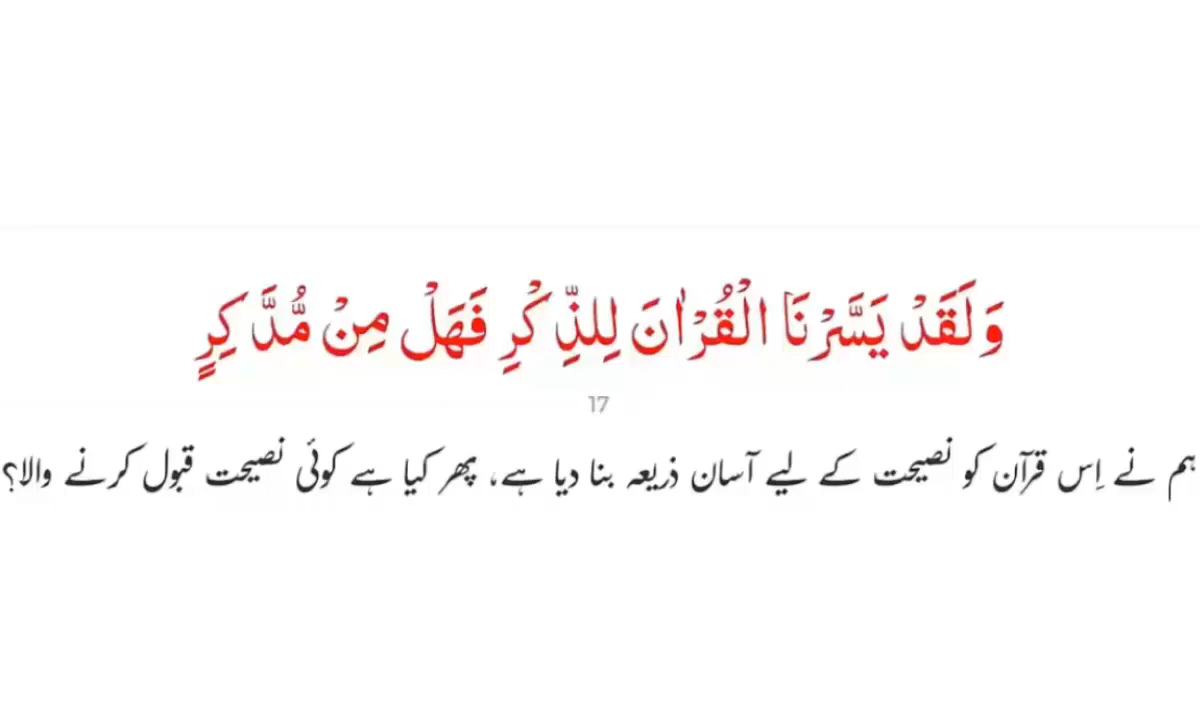 وَلَقَدْ يَسَّرْنَا الْقُرْاٰنَ لِلذِّكْرِ فَهَلْ مِنْ مُّدَّكِرٍ
17
ہم نے اِس قرآن کو نصیحت کے لیے آسان ذریعہ بنا دیا ہے، پھر کیا ہے کوئی نصیحت قبول کرنے والا؟